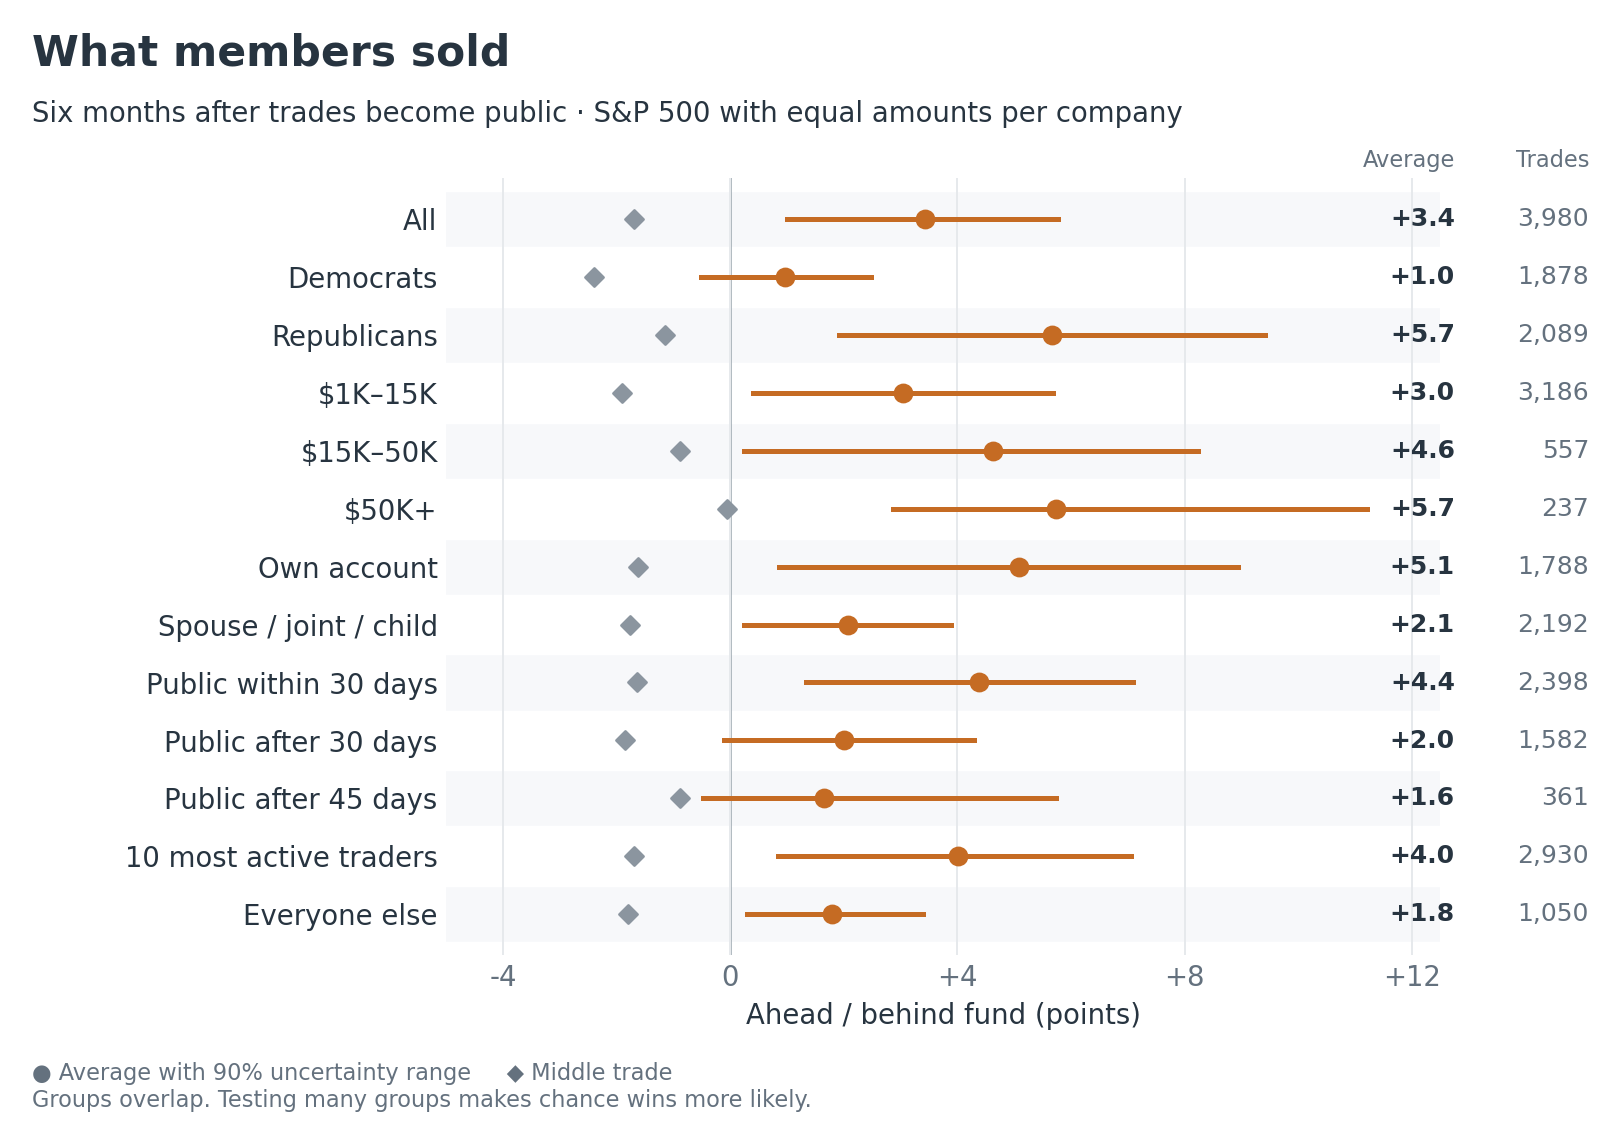 What members sold
Six months after trades become public · S&P 500 with equal amounts per company
Average Trades
All +3.4 3,980
Democrats +1.0 1,878
Republicans +5.7 2,089
$1K–15K +3.0 3,186
$15K–50K +4.6 557
$50K+ +5.7 237
Own account +5.1 1,788
Spouse / joint / child +2.1 2,192
Public within 30 days +4.4 2,398
Public after 30 days +2.0 1,582
Public after 45 days +1.6 361
10 most active traders +4.0 2,930
Everyone else +1.8 1,050
-4 0 +4 +8 +12
Ahead / behind fund (points)
● Average with 90% uncertainty range ◆ Middle trade
Groups overlap. Testing many groups makes chance wins more likely.